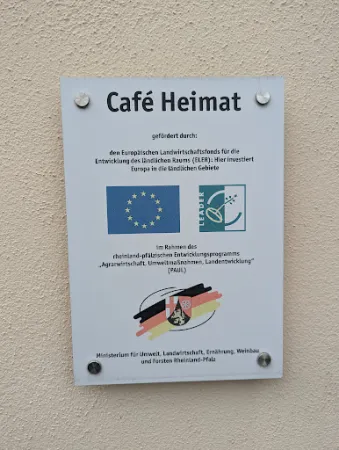 Café Heimat
gefördert durch:
den Europäischen Landwirtschaftsfonds für die
Entwicklung des ländlichen Raums (ELER): Hier investiert
Europa in die ländlichen Gebiete
LEADER
im Rahmen des
rheinland-pfälzischen Entwicklungsprogramms
„Agrarwirtschaft, Umweltmaßnahmen, Landentwicklung"
(PAUL)
Ministerium für Umwelt, Landwirtschaft, Ernährung, Weinbau
und Forsten Rheinland-Pfalz